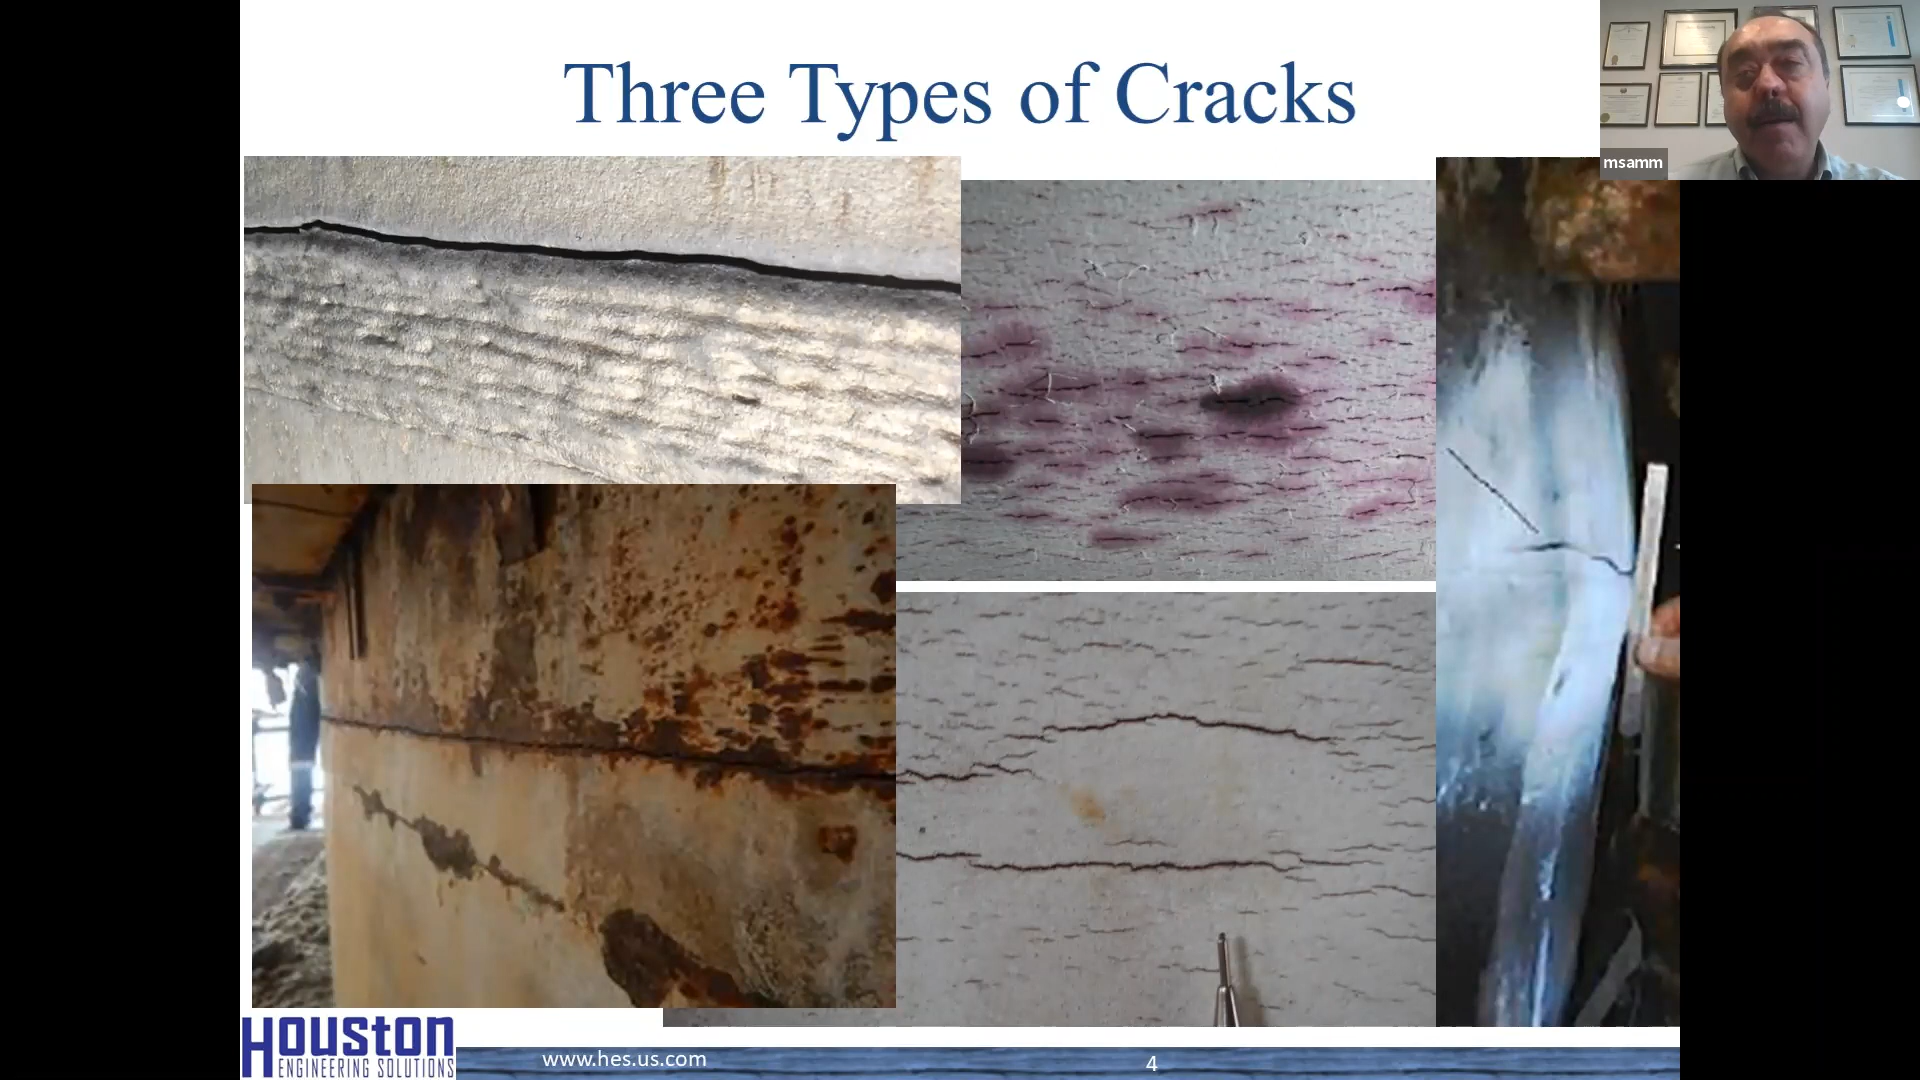 Three Types of Cracks
msamm
Houston
ENGINEERING SOLUTIONS
www.hes.us.com
4